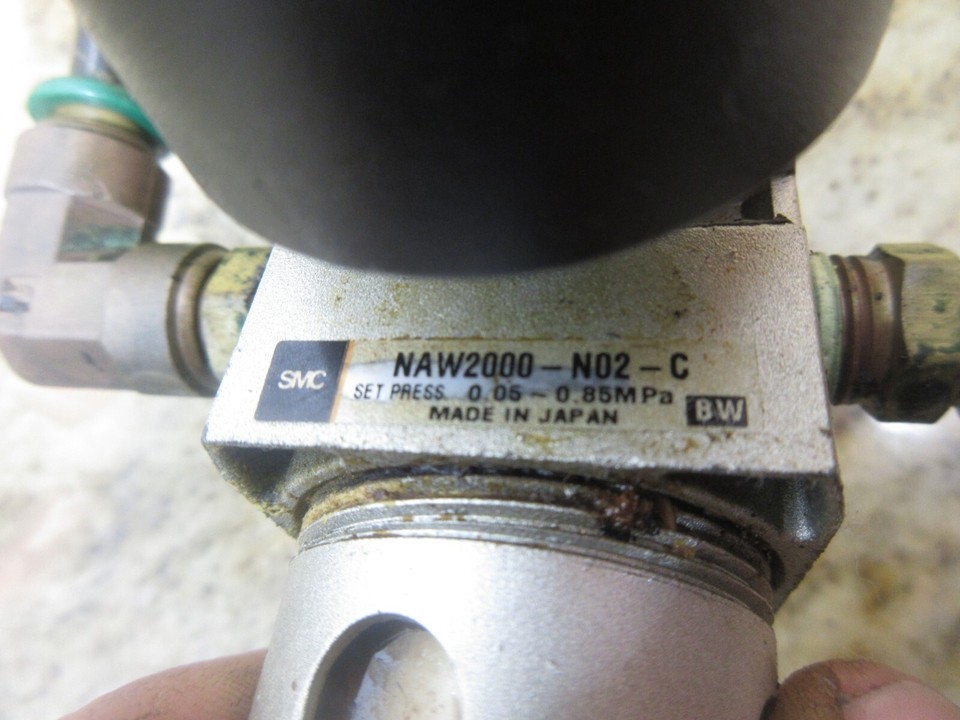 SMC
NAW2000-N02-C
SET PRESS. 0.05~0.85MPa
MADE IN JAPAN
BW